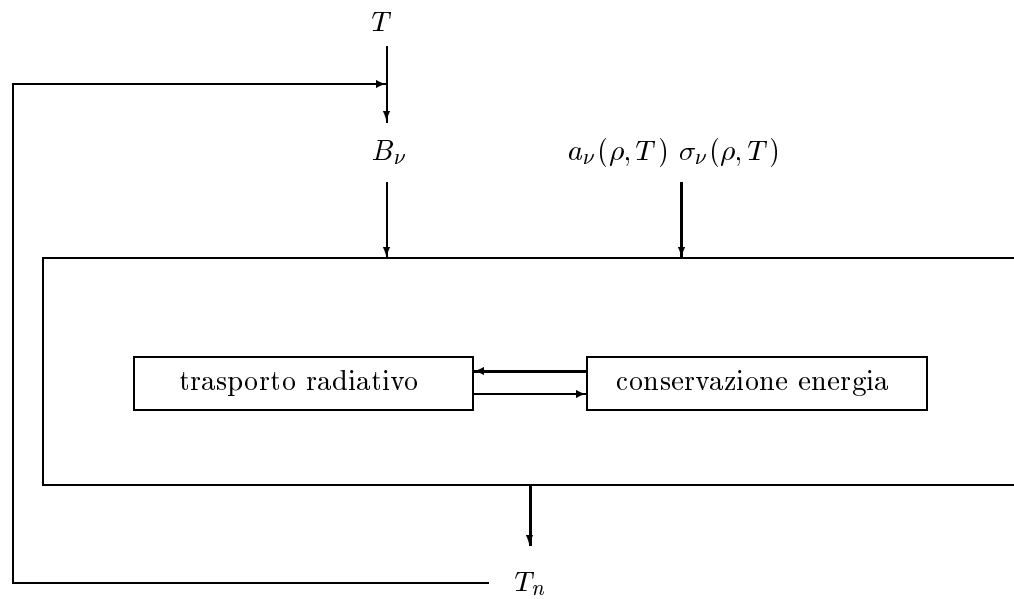 T
B_ν
a_ν(ρ, T) σ_ν(ρ, T)
trasporto radiativo
conservazione energia
T_n